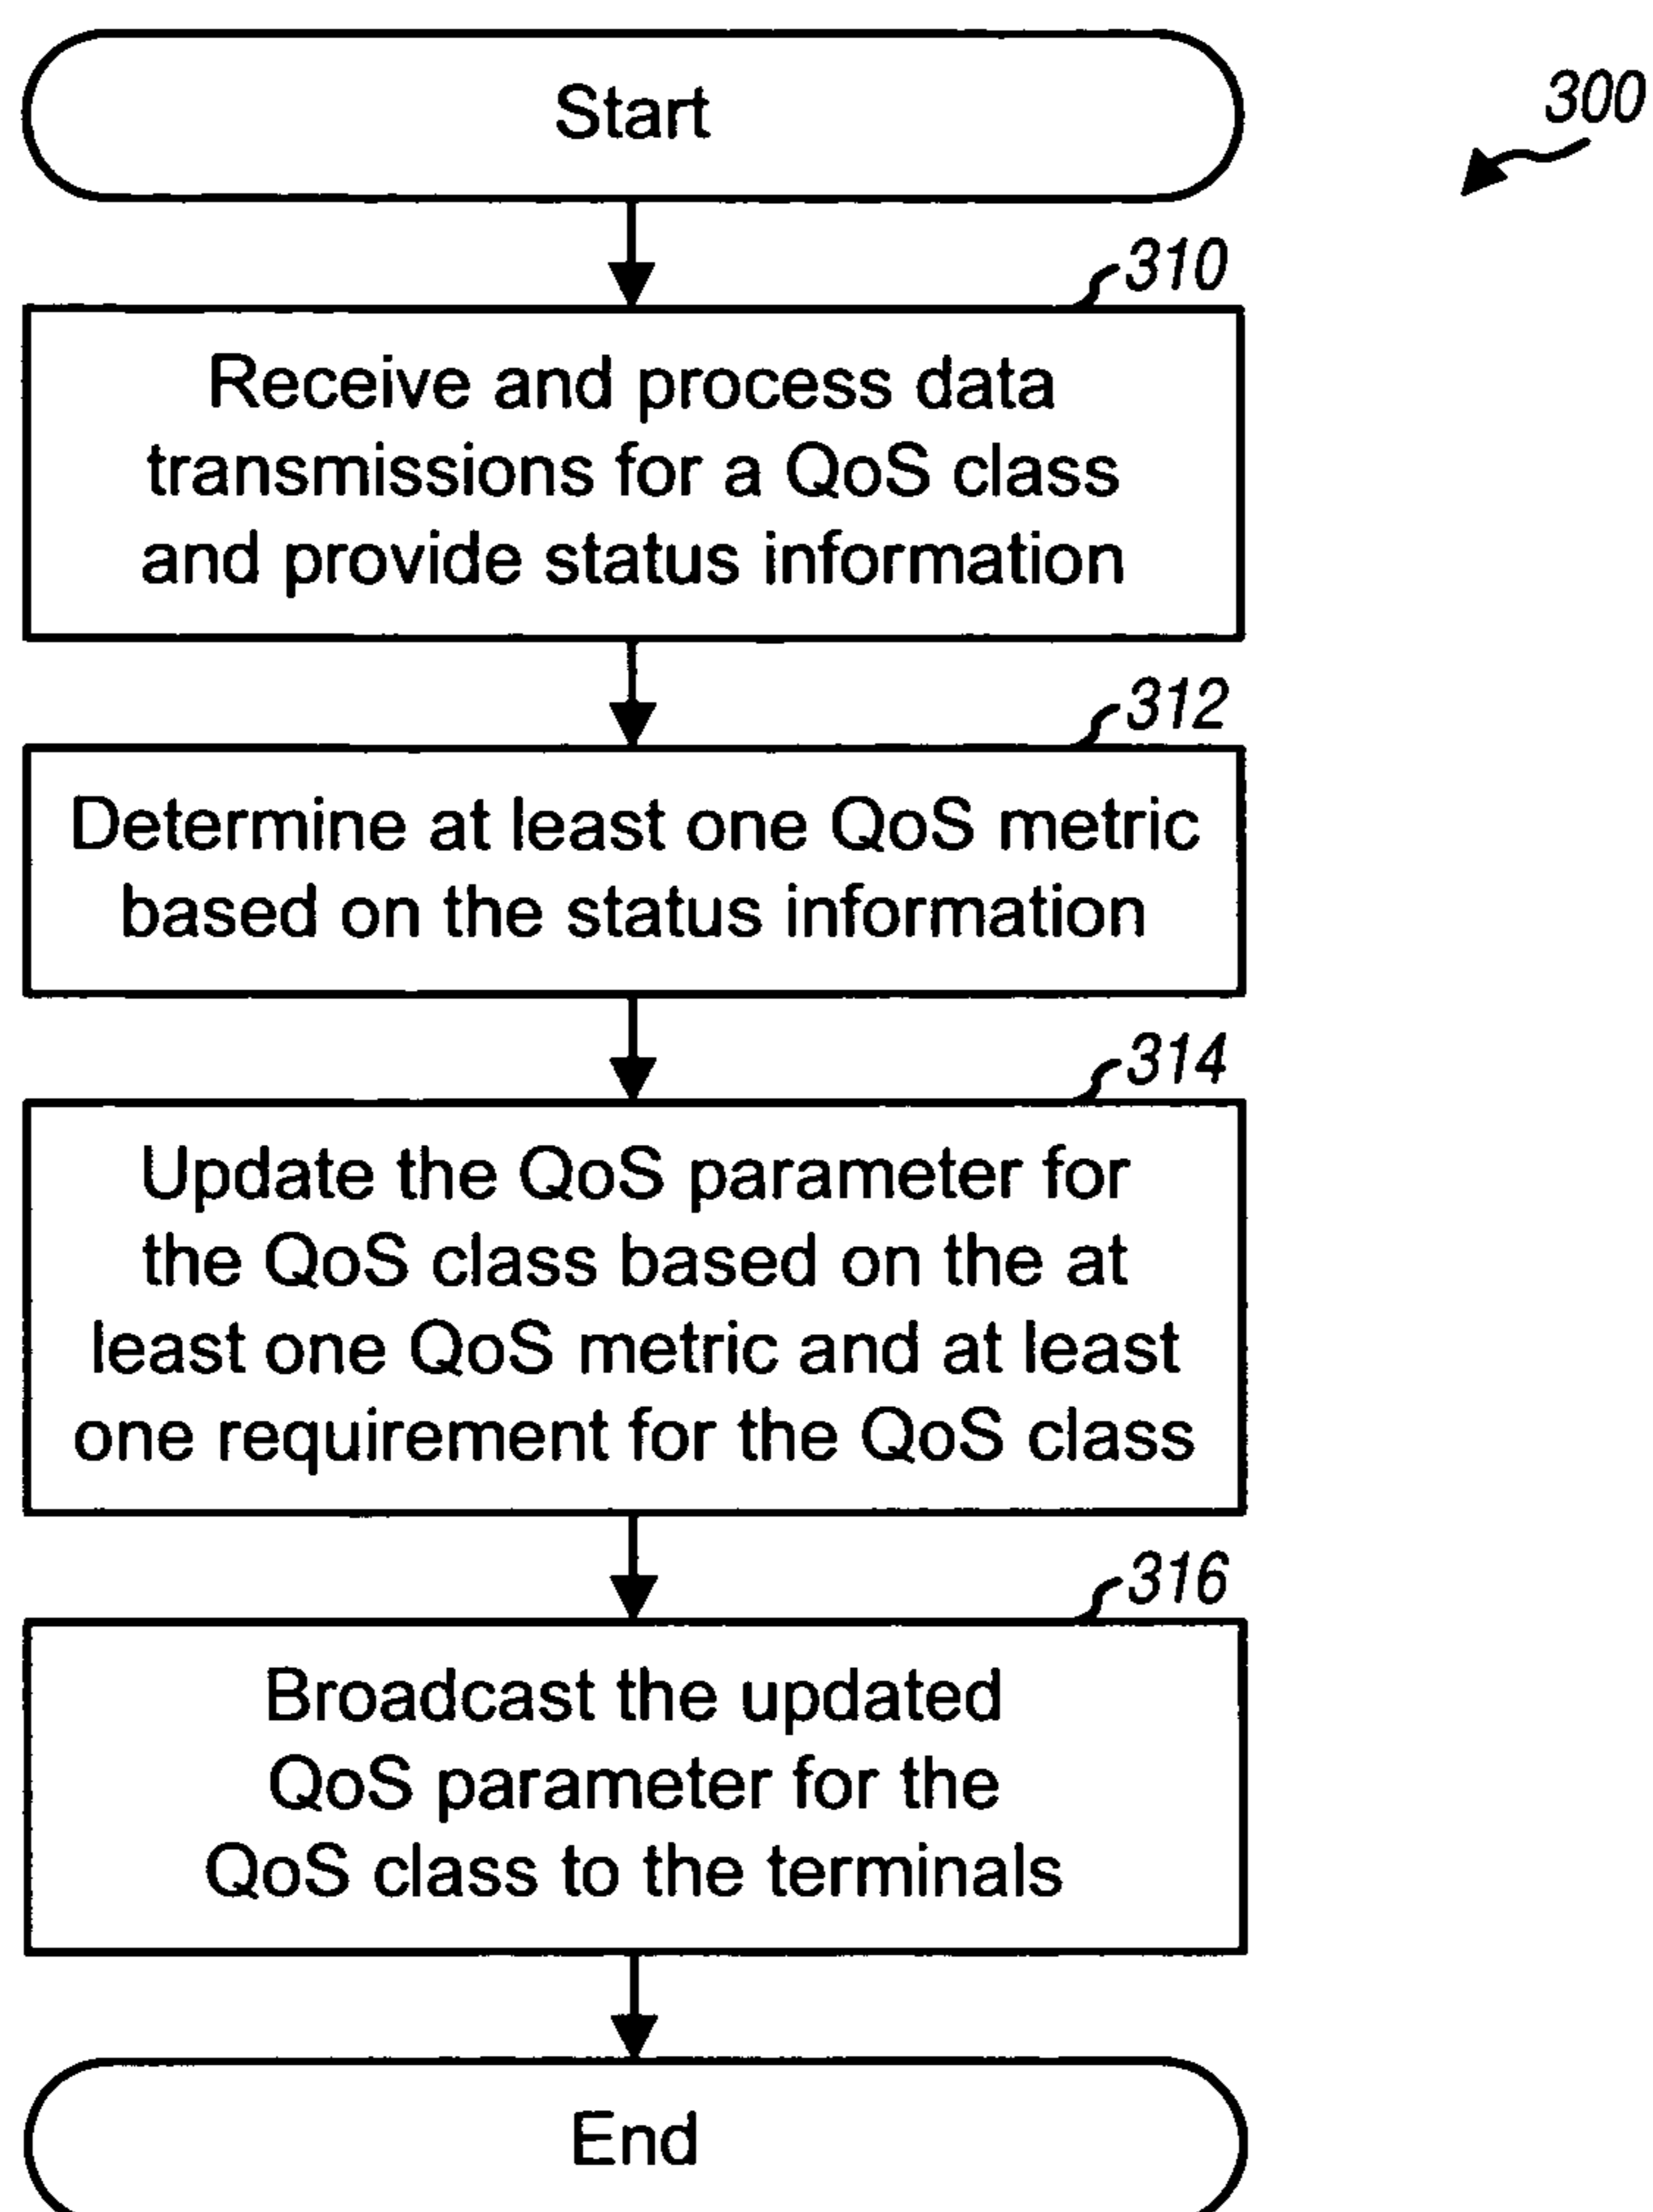 Start
300
310
Receive and process data
transmissions for a QoS class
and provide status information
312
Determine at least one QoS metric
based on the status information
314
Update the QoS parameter for
the QoS class based on the at
least one QoS metric and at least
one requirement for the QoS class
316
Broadcast the updated
QoS parameter for the
QoS class to the terminals
End